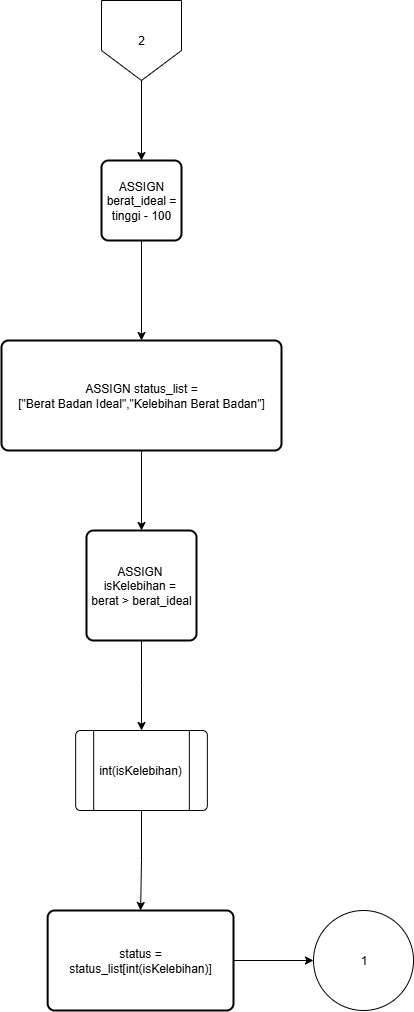 2
ASSIGN
berat_ideal =
tinggi - 100
ASSIGN status_list =
["Berat Badan Ideal","Kelebihan Berat Badan"]
ASSIGN
isKelebihan =
berat > berat_ideal
int(isKelebihan)
status =
status_list[int(isKelebihan)]
1